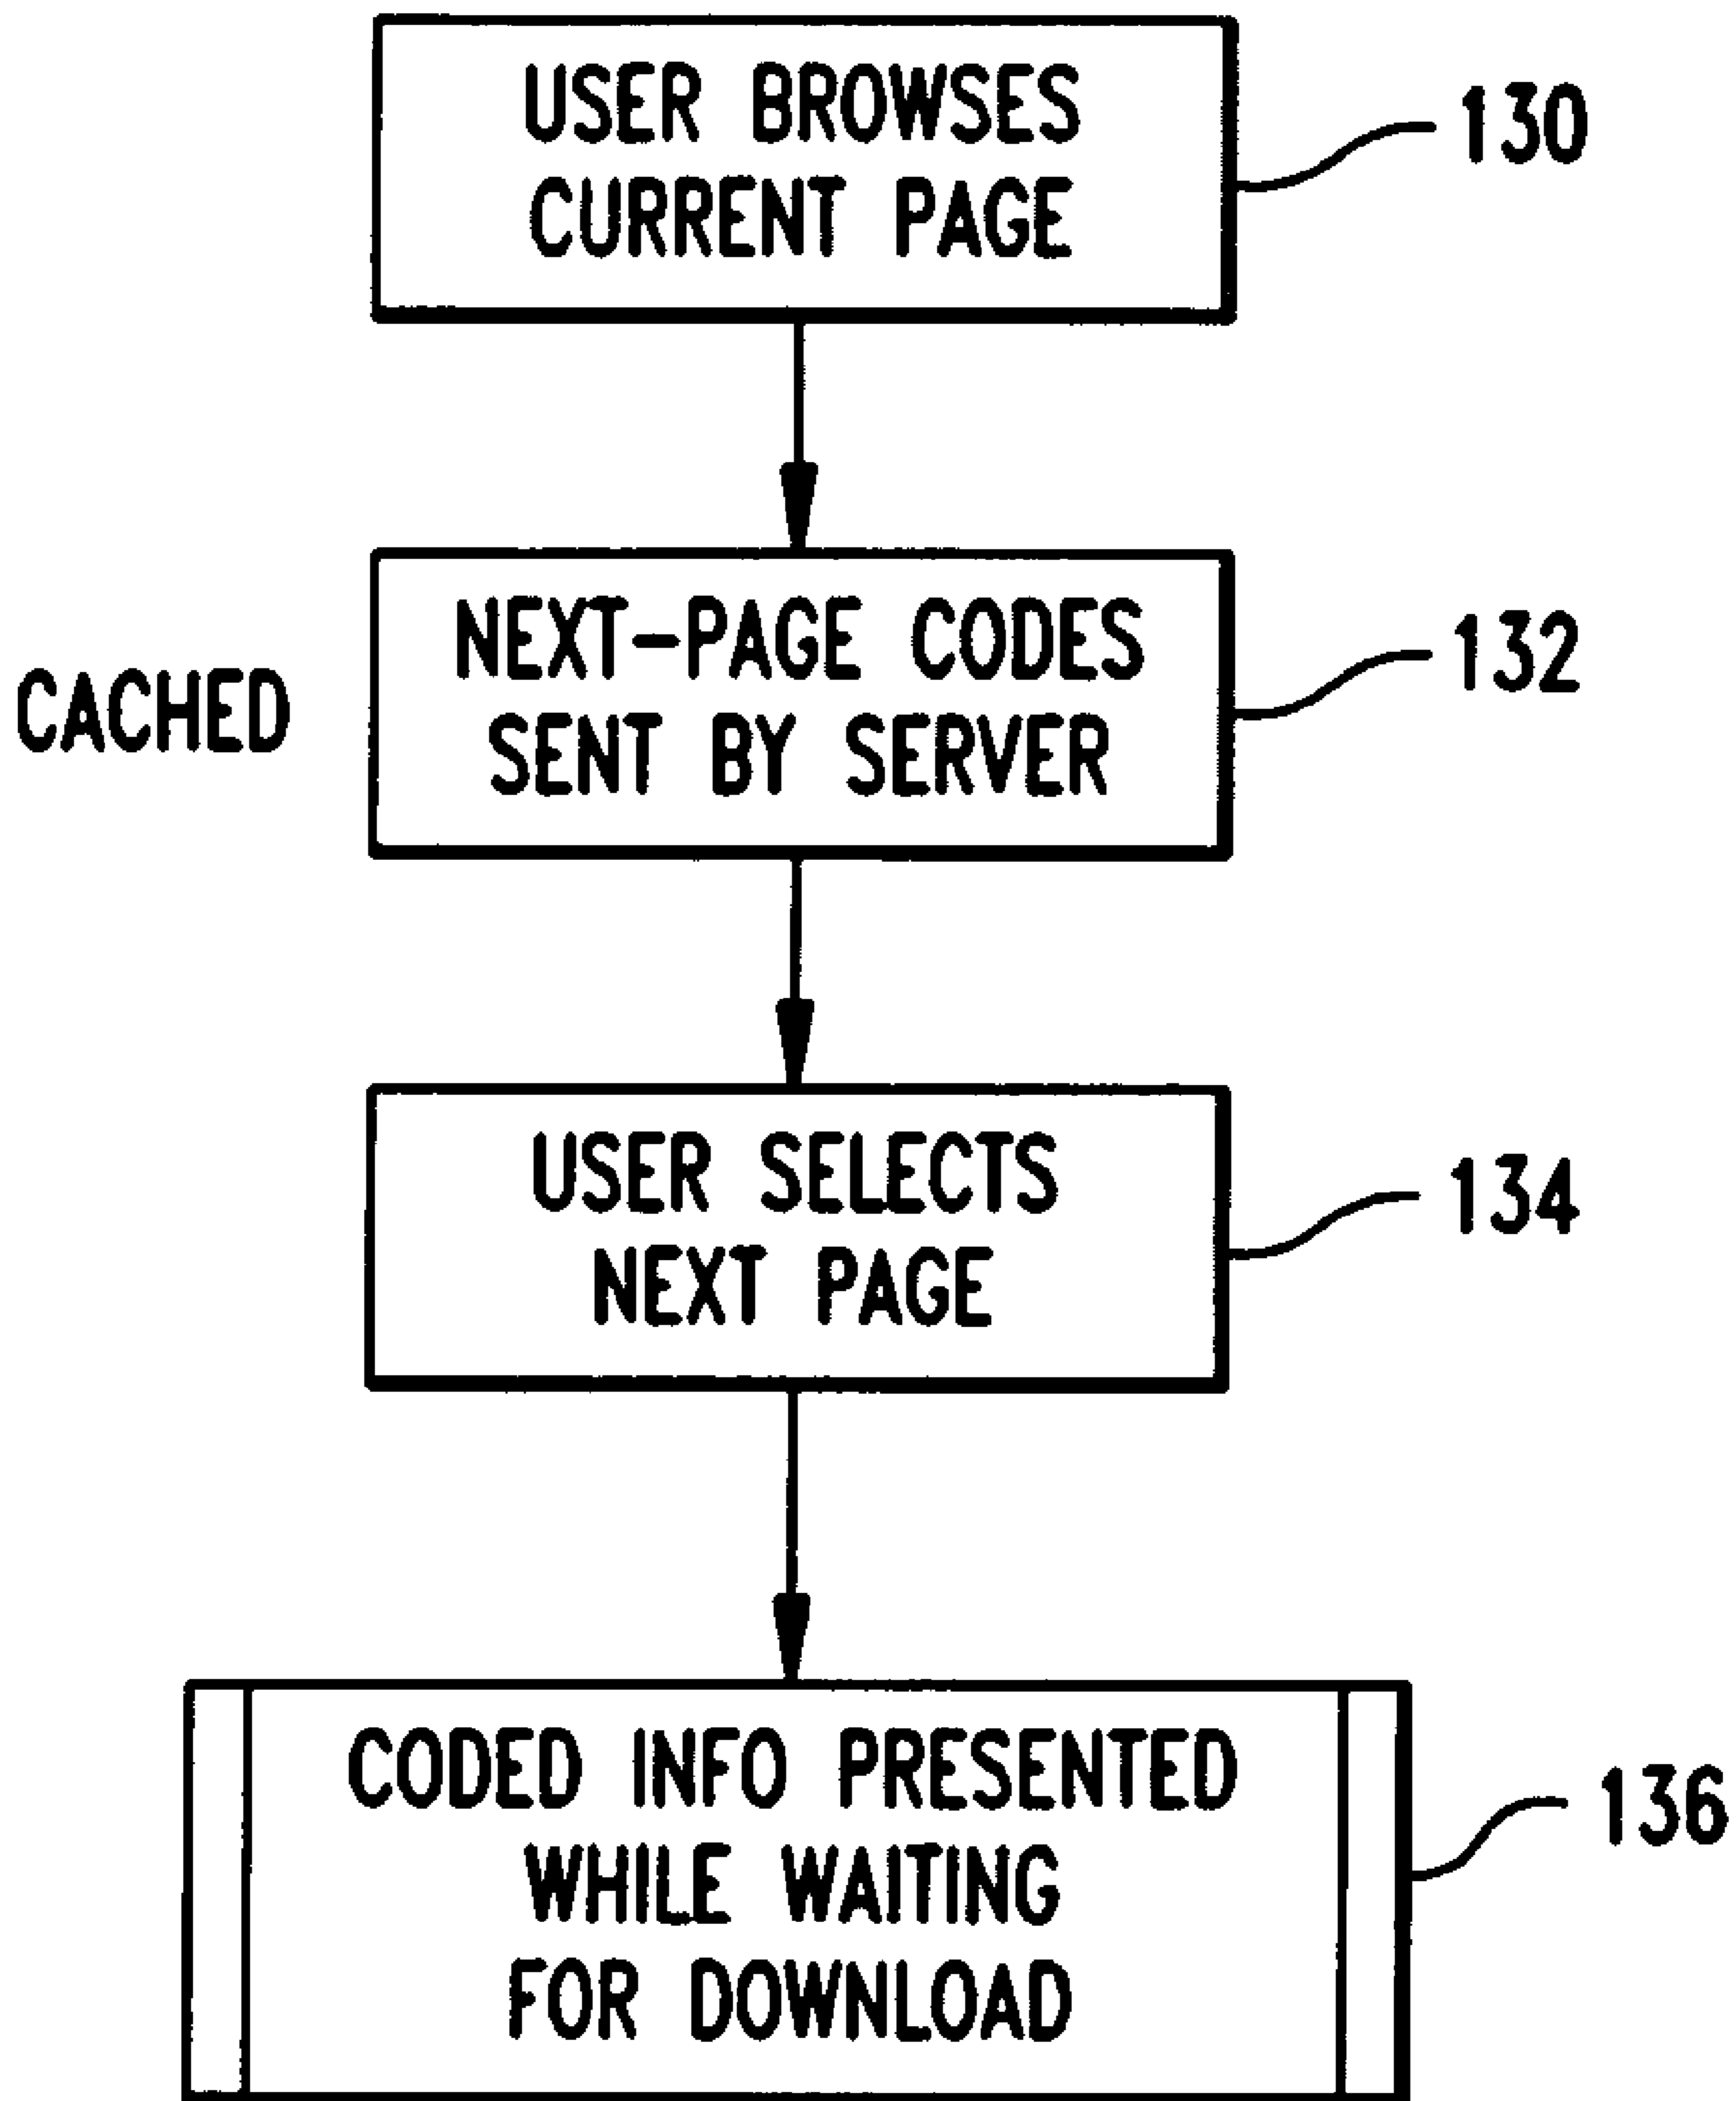 USER BROWSES
CURRENT PAGE
130
CACHED
NEXT-PAGE CODES
SENT BY SERVER
132
USER SELECTS
NEXT PAGE
134
CODED INFO PRESENTED
WHILE WAITING
FOR DOWNLOAD
136